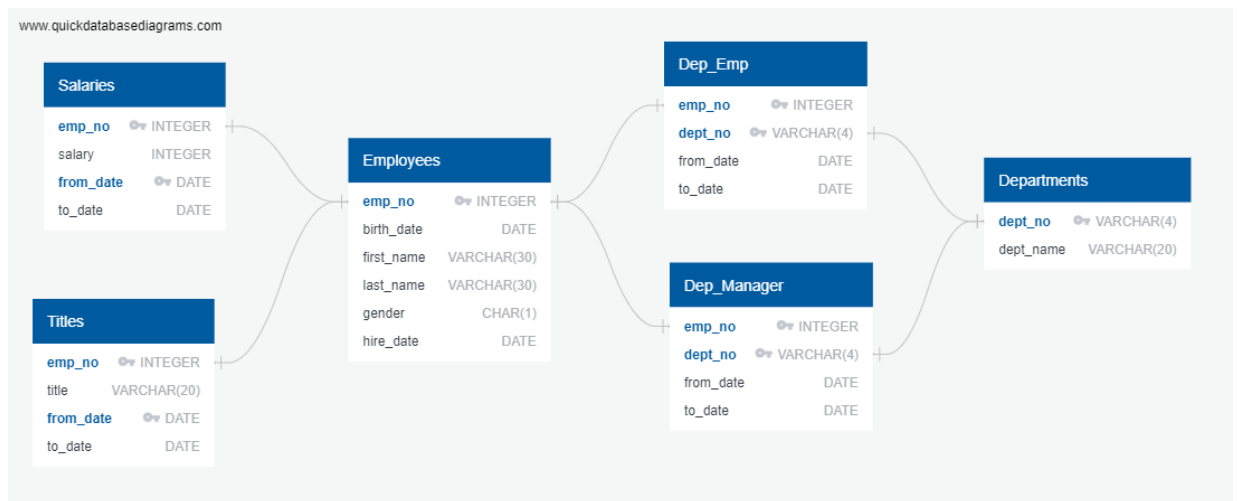 www.quickdatabasediagrams.com
Salaries
emp_no INTEGER
salary INTEGER
from_date DATE
to_date DATE
Titles
emp_no INTEGER
title VARCHAR(20)
from_date DATE
to_date DATE
Employees
emp_no INTEGER
birth_date DATE
first_name VARCHAR(30)
last_name VARCHAR(30)
gender CHAR(1)
hire_date DATE
Dep_Emp
emp_no INTEGER
dept_no VARCHAR(4)
from_date DATE
to_date DATE
Dep_Manager
emp_no INTEGER
dept_no VARCHAR(4)
from_date DATE
to_date DATE
Departments
dept_no VARCHAR(4)
dept_name VARCHAR(20)